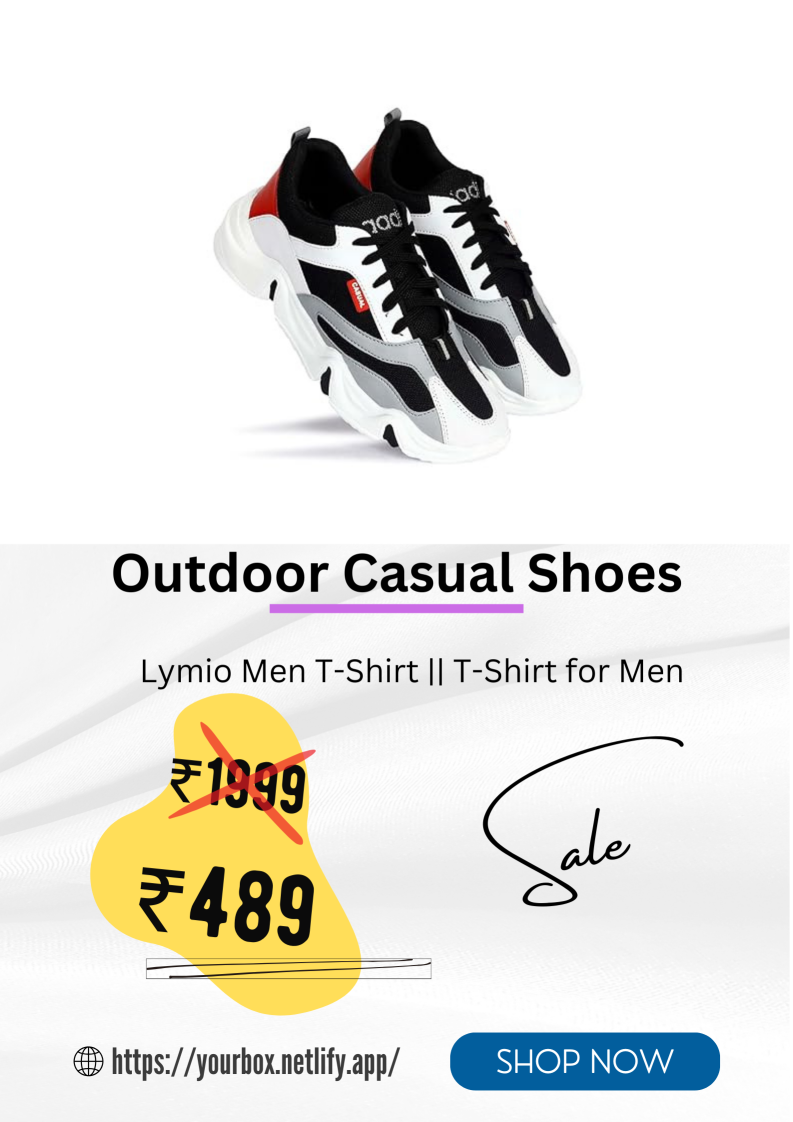 CASUAL
Outdoor Casual Shoes
Lymio Men T-Shirt || T-Shirt for Men
₹1999
₹489
Sale
https://yourbox.netlify.app/
SHOP NOW